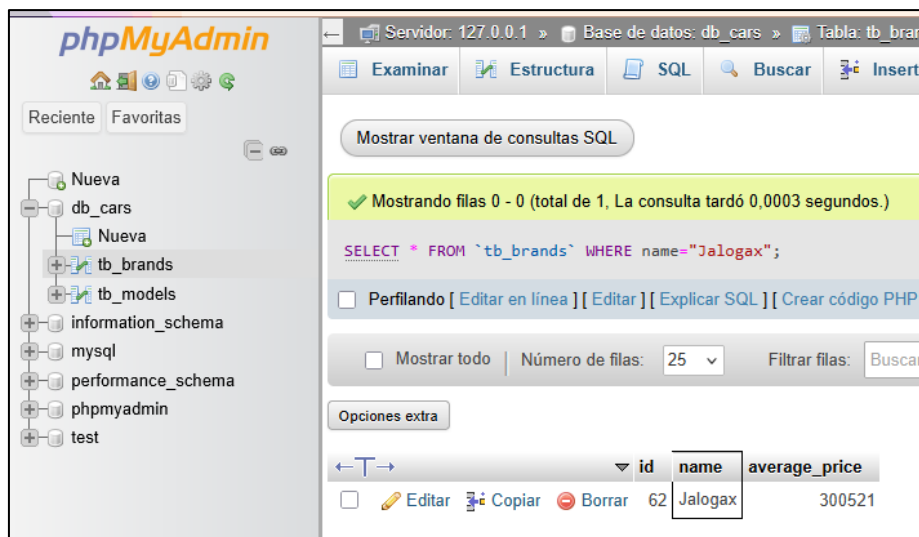 phpMyAdmin
Reciente Favoritas
Nueva
db_cars
Nueva
tb_brands
tb_models
information_schema
mysql
performance_schema
phpmyadmin
test
← Servidor: 127.0.0.1 » Base de datos: db_cars » Tabla: tb_bran
Examinar Estructura SQL Buscar Insert
Mostrar ventana de consultas SQL
Mostrando filas 0 - 0 (total de 1, La consulta tardó 0,0003 segundos.)
SELECT * FROM `tb_brands` WHERE name="Jalogax";
Perfilando [ Editar en línea ] [ Editar ] [ Explicar SQL ] [ Crear código PHP
Mostrar todo | Número de filas: 25 Filtrar filas: Busca
Opciones extra
←T→ id name average_price
Editar Copiar Borrar 62 Jalogax 300521